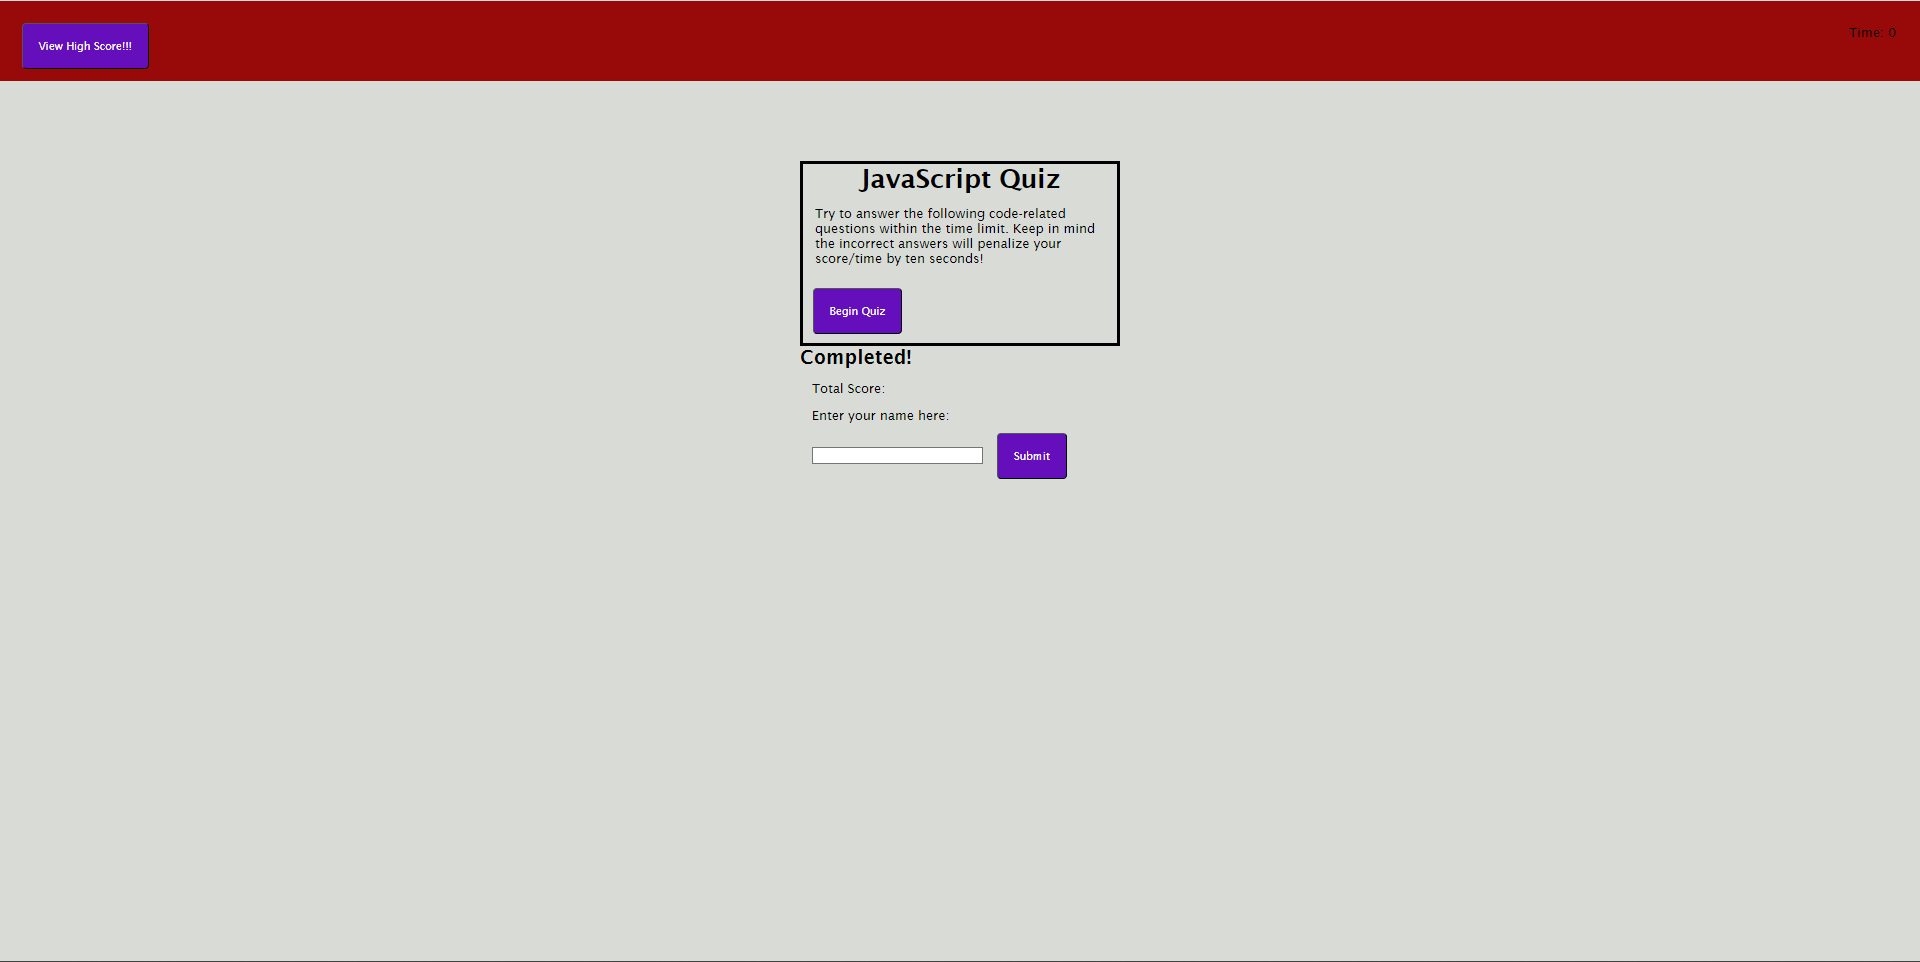 View High Score!!!
Time: 0
JavaScript Quiz
Try to answer the following code-related
questions within the time limit. Keep in mind
the incorrect answers will penalize your
score/time by ten seconds!
Begin Quiz
Completed!
Total Score:
Enter your name here:
Submit